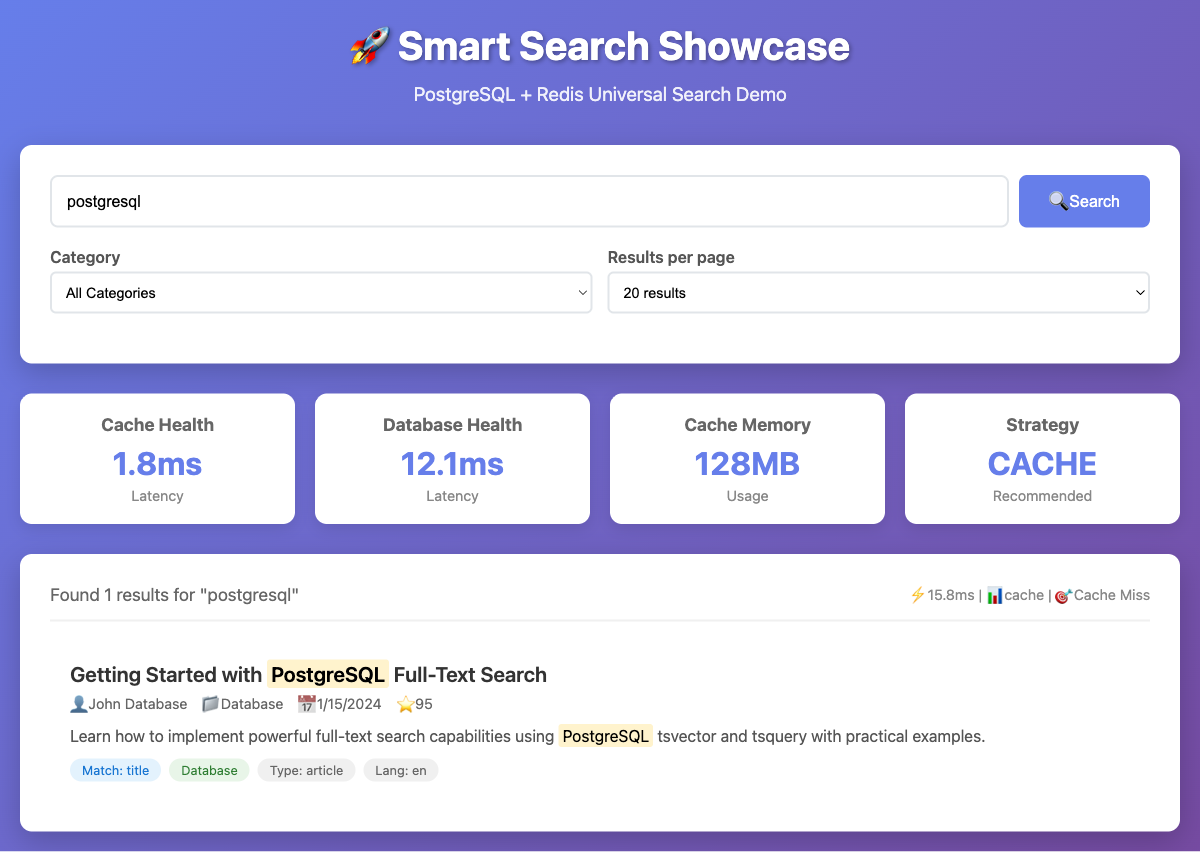 🚀 Smart Search Showcase
PostgreSQL + Redis Universal Search Demo
postgresql
🔍Search
Category
Results per page
All Categories
20 results
Cache Health
1.8ms
Latency
Database Health
12.1ms
Latency
Cache Memory
128MB
Usage
Strategy
CACHE
Recommended
Found 1 results for "postgresql"
⚡15.8ms | 📊cache | 🎯Cache Miss
Getting Started with PostgreSQL Full-Text Search
👤John Database 📁Database 📅1/15/2024 ⭐95
Learn how to implement powerful full-text search capabilities using PostgreSQL tsvector and tsquery with practical examples.
Match: title Database Type: article Lang: en